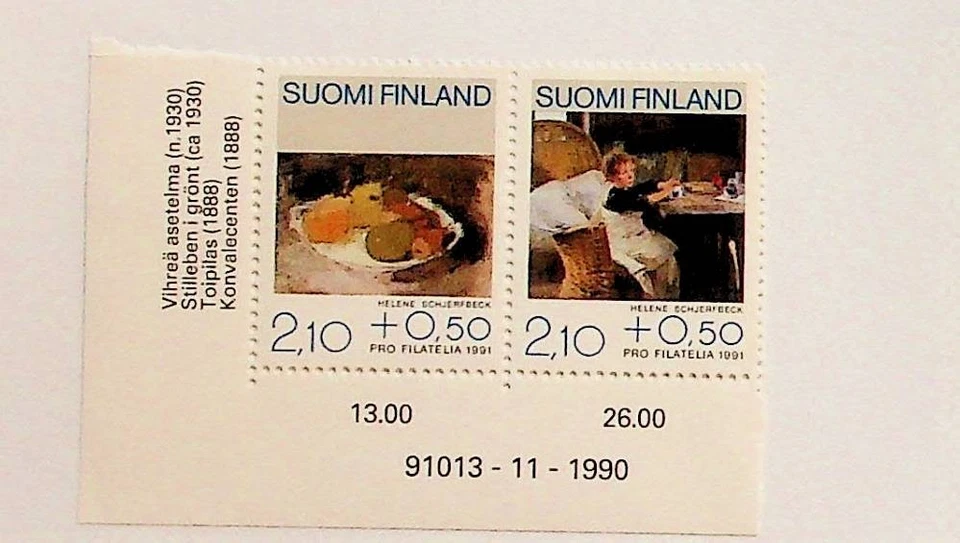 Vihreä asetelma (n.1930)
Stilleben i grönt (ca 1930)
Toipilas (1888)
Konvalecenten (1888)
SUOMI FINLAND
HELENE SCHJERFBECK
2,10 +0,50
PRO FILATELIA 1991
SUOMI FINLAND
HELENE SCHJERFBECK
2,10 +0,50
PRO FILATELIA 1991
13.00 26.00
91013 - 11 - 1990